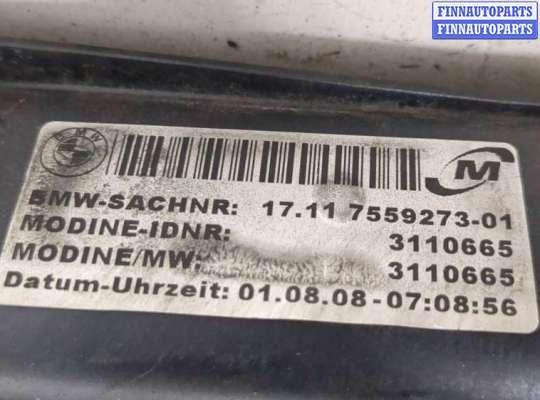 FINNAUTOPARTS
FINNAUTOPARTS
BMW
M
BMW-SACHNR: 17.11 7559273-01
MODINE-IDNR: 3110665
MODINE/MW: 3110665
Datum-Uhrzeit: 01.08.08-07:08:56